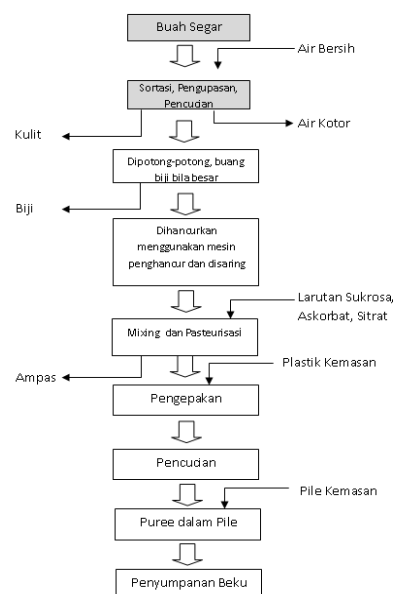 Buah Segar
Air Bersih
Sortasi, Pengupasan,
Pencucian
Kulit
Air Kotor
Dipotong-potong, buang
biji bila besar
Biji
Dihancurkan
menggunakan mesin
penghancur dan disaring
Larutan Sukrosa,
Askorbat, Sitrat
Mixing dan Pasteurisasi
Ampas
Plastik Kemasan
Pengepakan
Pencucian
Pile Kemasan
Puree dalam Pile
Penyumpanan Beku